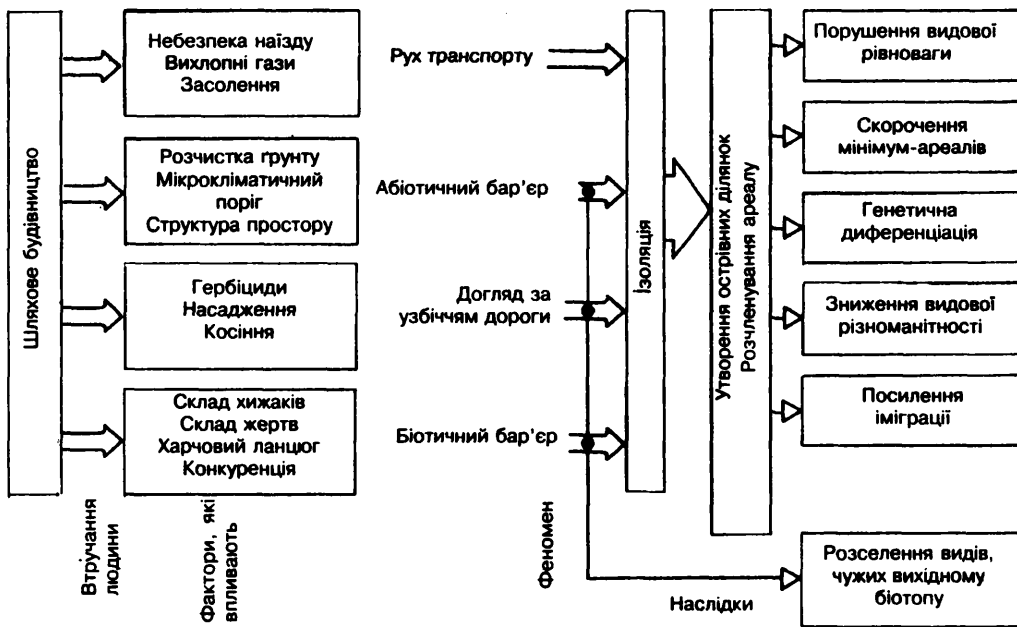 Шляхове будівництво
Небезпека наїзду
Вихлопні гази
Засолення
Розчистка ґрунту
Мікрокліматичний
поріг
Структура простору
Гербіциди
Насадження
Косіння
Склад хижаків
Склад жертв
Харчовий ланцюг
Конкуренція
Втручання
людини
Фактори, які
впливають
Рух транспорту
Абіотичний бар’єр
Догляд за
узбіччям дороги
Біотичний бар’єр
Феномен
Ізоляція
Утворення острівних ділянок
Розчленування ареалу
Порушення видової
рівноваги
Скорочення
мінімум-ареалів
Генетична
диференціація
Зниження видової
різноманітності
Посилення
іміграції
Розселення видів,
чужих вихідному
біотопу
Наслідки